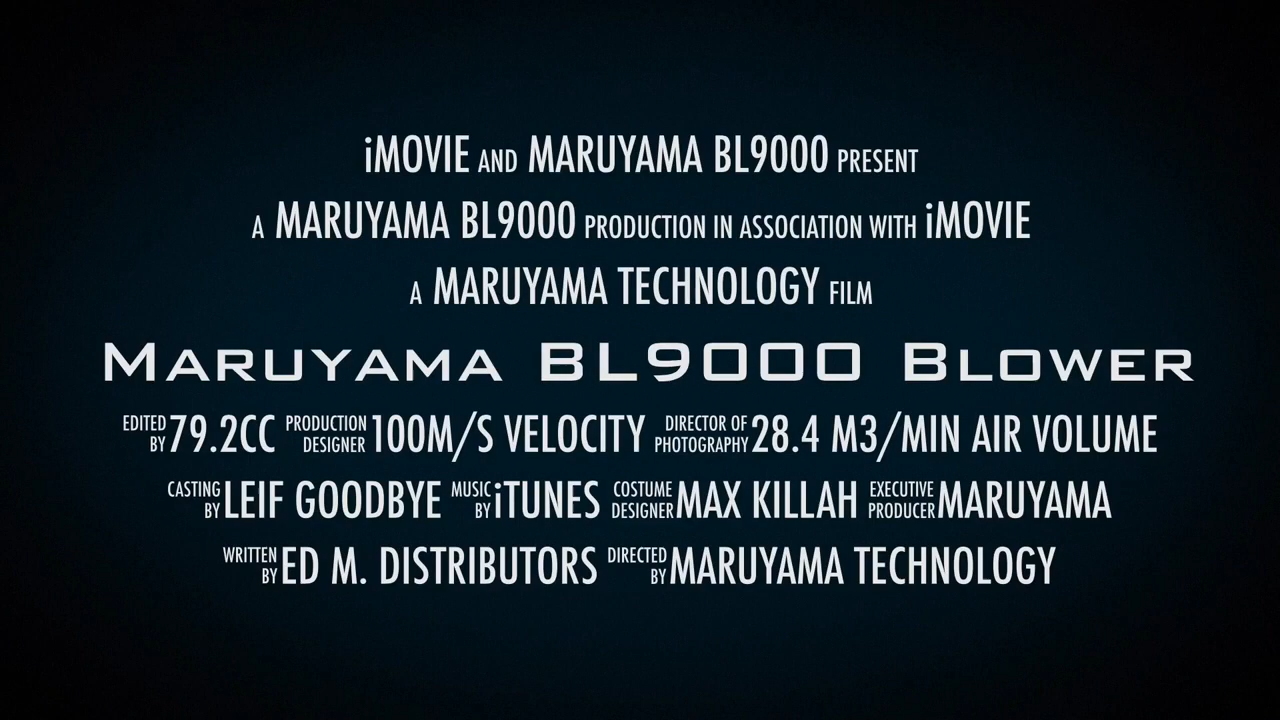 iMOVIE AND MARUYAMA BL9000 PRESENT
A MARUYAMA BL9000 PRODUCTION IN ASSOCIATION WITH iMOVIE
A MARUYAMA TECHNOLOGY FILM
MARUYAMA BL9000 BLOWER
EDITED BY 79.2CC PRODUCTION DESIGNER 100M/S VELOCITY DIRECTOR OF PHOTOGRAPHY 28.4 M3/MIN AIR VOLUME
CASTING BY LEIF GOODBYE MUSIC BY iTUNES COSTUME DESIGNER MAX KILLAH EXECUTIVE PRODUCER MARUYAMA
WRITTEN BY ED M. DISTRIBUTORS DIRECTED BY MARUYAMA TECHNOLOGY